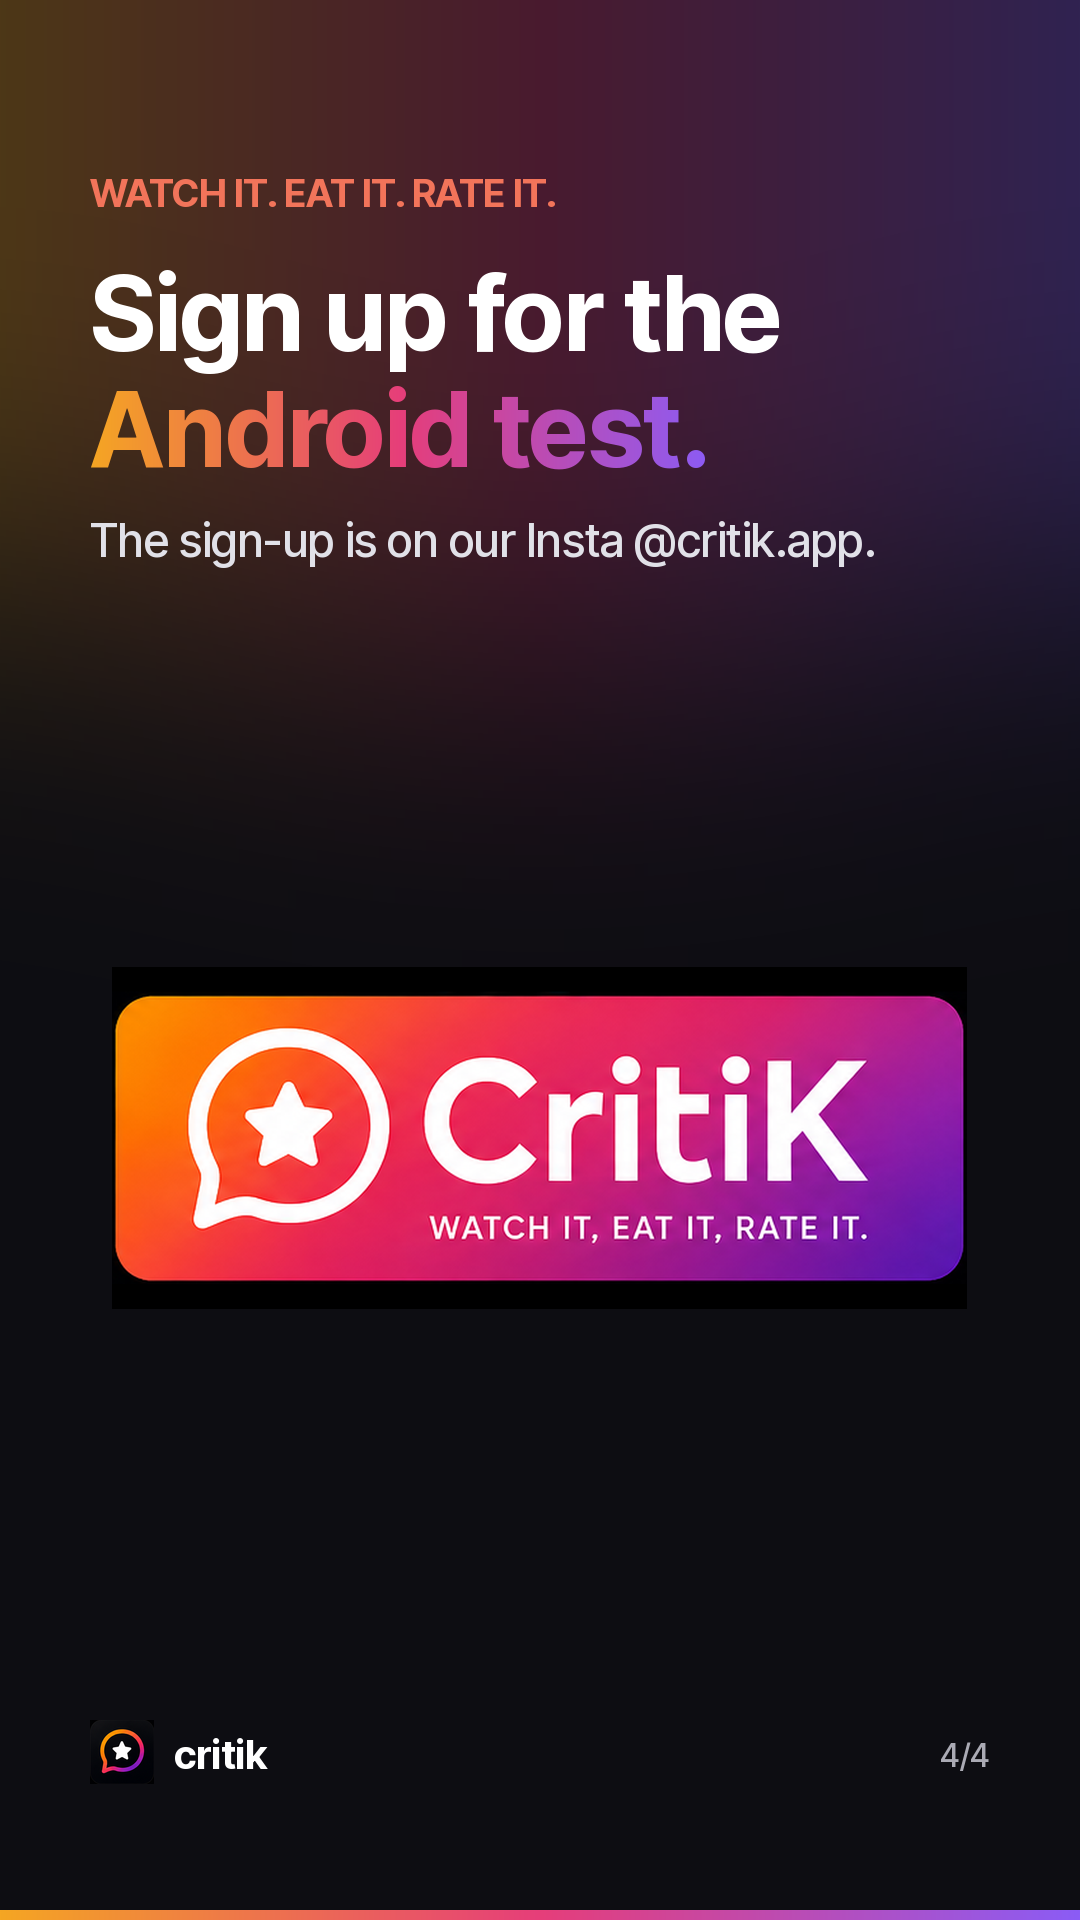 WATCH IT. EAT IT. RATE IT.
Sign up for the
Android test.
The sign-up is on our Insta @critik.app.
CritiK
WATCH IT, EAT IT, RATE IT.
critik
4/4